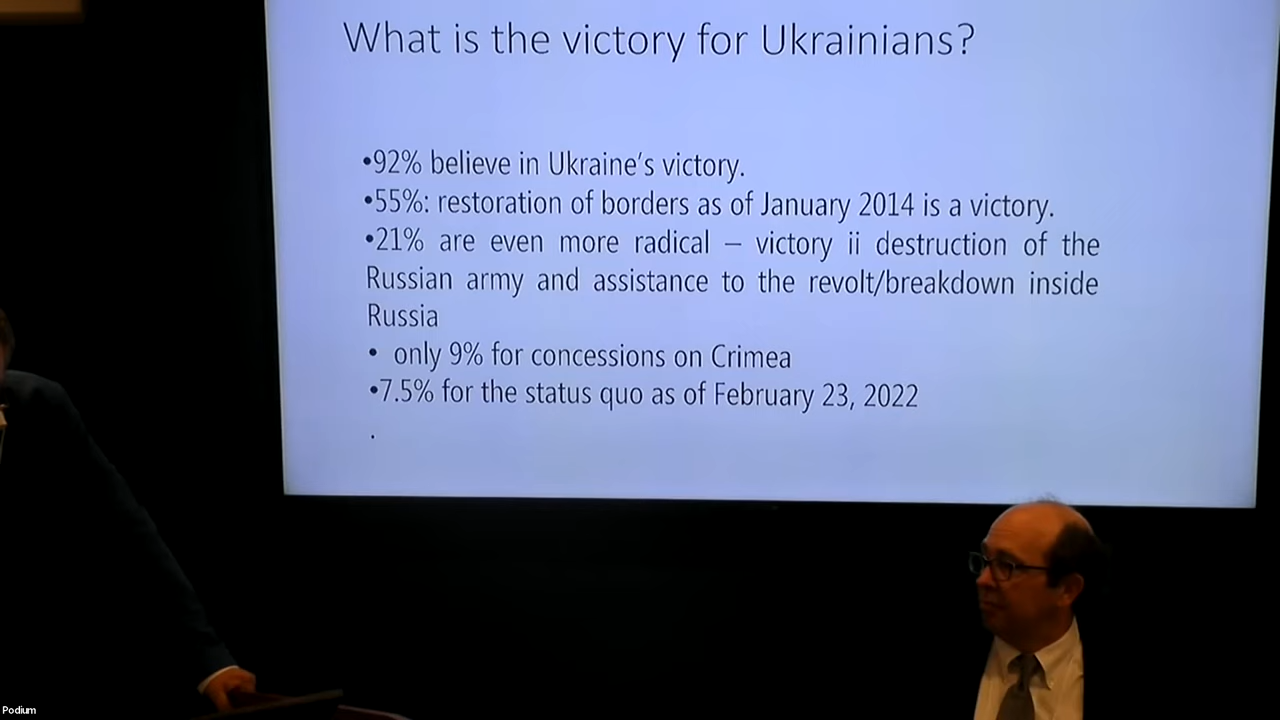 What is the victory for Ukrainians?
•92% believe in Ukraine's victory.
•55%: restoration of borders as of January 2014 is a victory.
•21% are even more radical – victory ii destruction of the
Russian army and assistance to the revolt/breakdown inside
Russia
• only 9% for concessions on Crimea
•7.5% for the status quo as of February 23, 2022
.
Podium